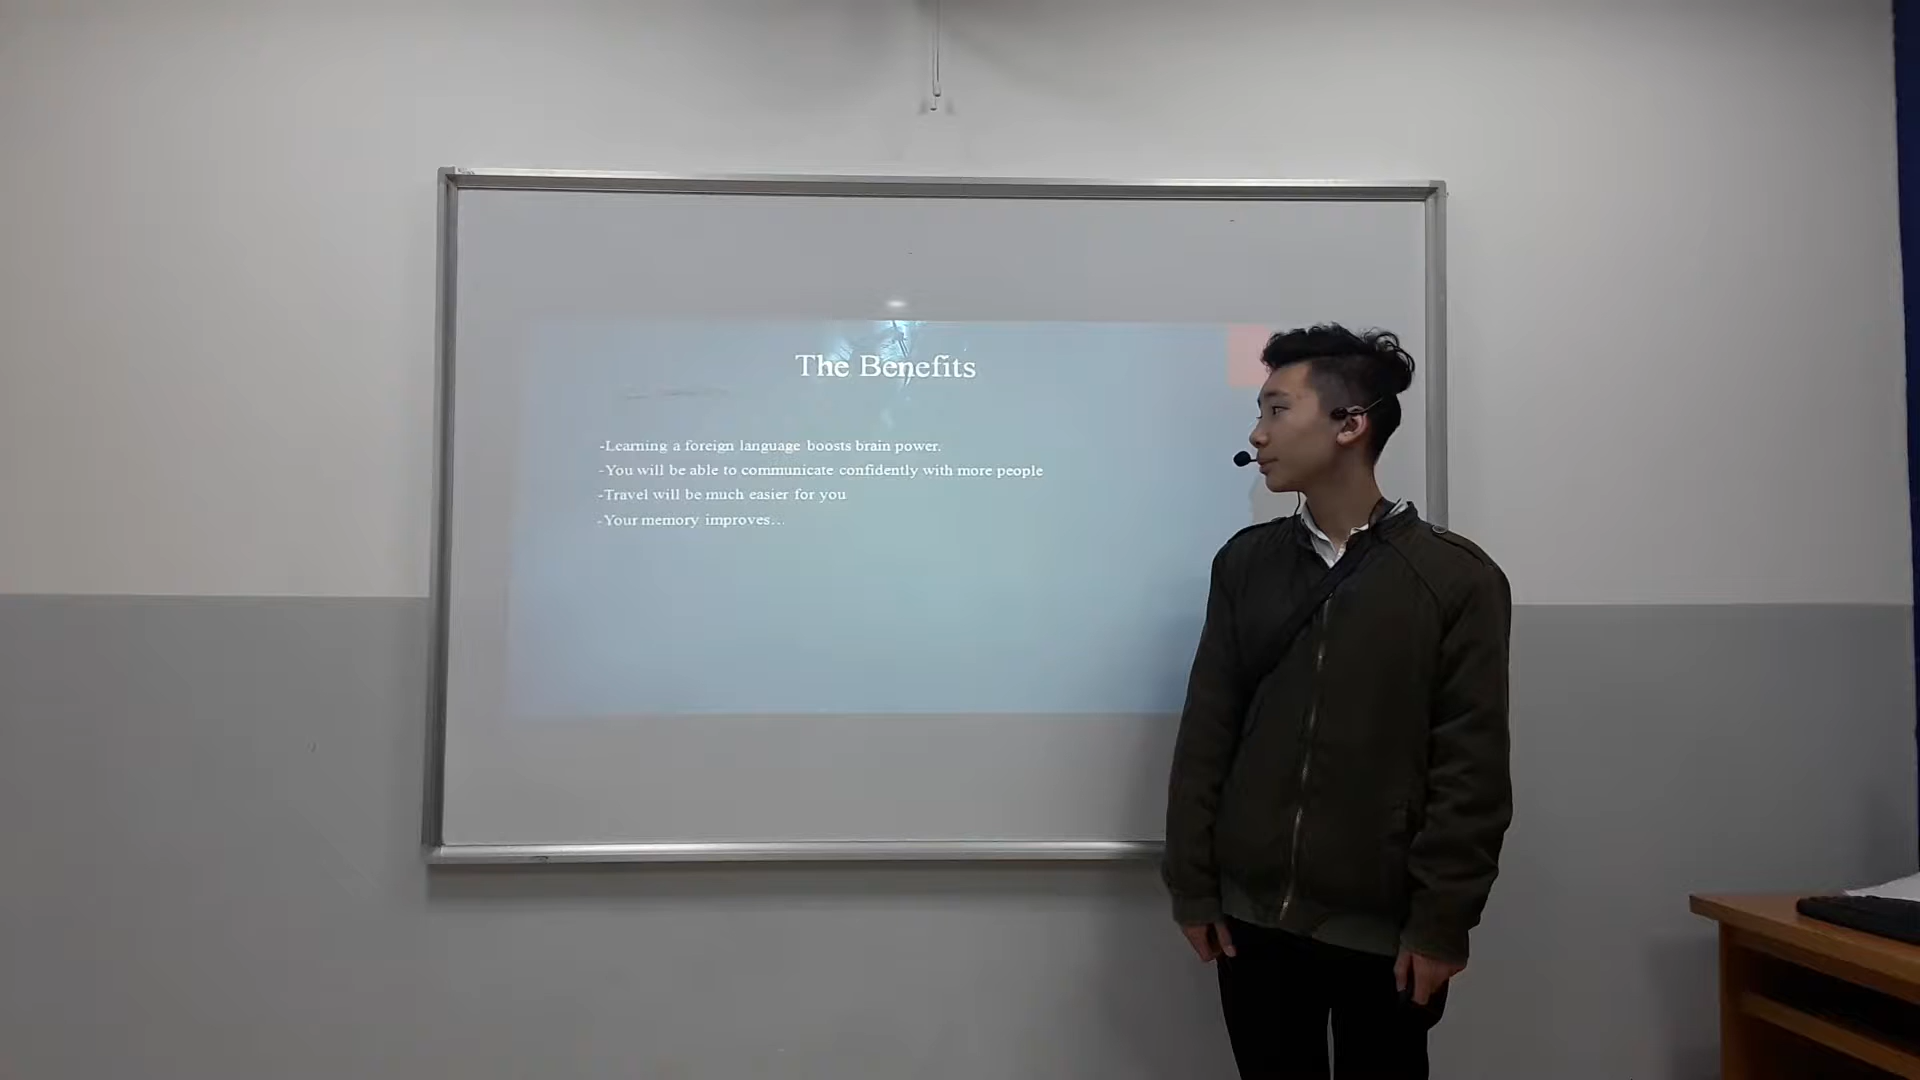 The Benefits
-Learning a foreign language boosts brain power.
-You will be able to communicate confidently with more people
-Travel will be much easier for you
-Your memory improves…